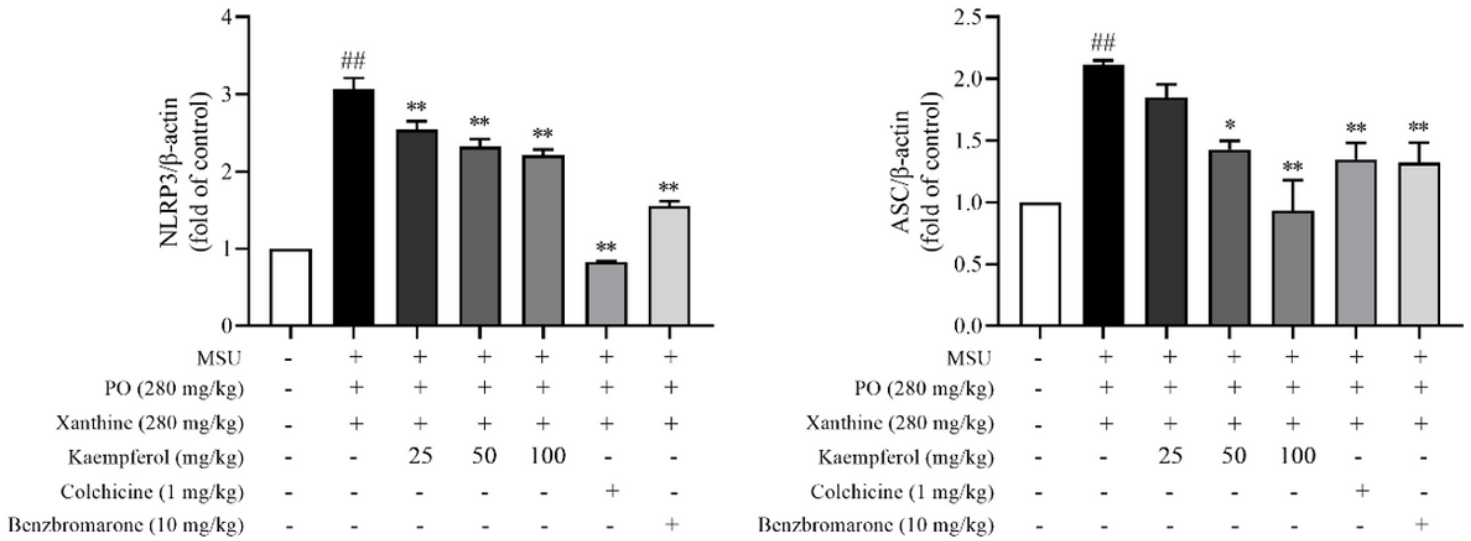 NLRP3/β-actin
(fold of control)
4
3
2
1
0
##
**
**
**
**
**
MSU - + + + + + +
PO (280 mg/kg) - + + + + + +
Xanthine (280 mg/kg) - + + + + + +
Kaempferol (mg/kg) - - 25 50 100 - -
Colchicine (1 mg/kg) - - - - - + -
Benzbromarone (10 mg/kg) - - - - - - +
ASC/β-actin
(fold of control)
2.5
2.0
1.5
1.0
0.5
0.0
##
*
**
**
**
MSU - + + + + + +
PO (280 mg/kg) - + + + + + +
Xanthine (280 mg/kg) - + + + + + +
Kaempferol (mg/kg) - - 25 50 100 - -
Colchicine (1 mg/kg) - - - - - + -
Benzbromarone (10 mg/kg) - - - - - - +